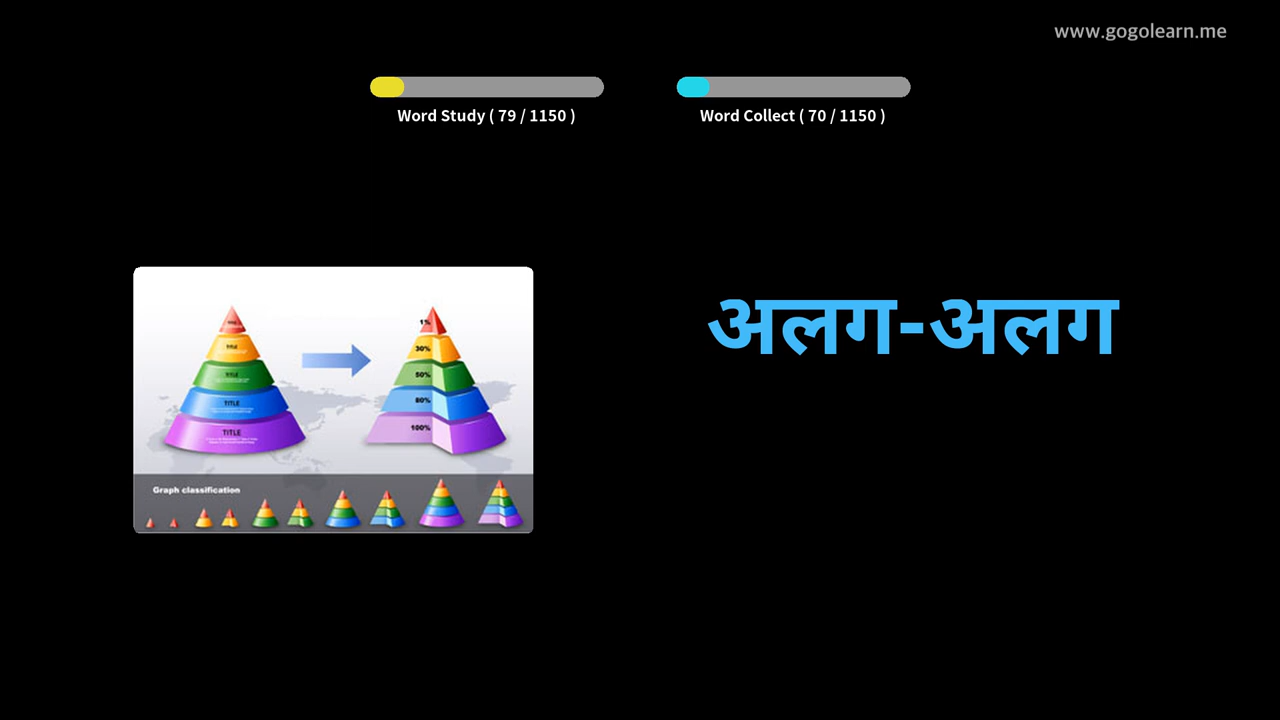 www.gogolearn.me
Word Study ( 79 / 1150 )
Word Collect ( 70 / 1150 )
अलग-अलग
TITLE
TITLE
TITLE
TITLE
1%
30%
50%
80%
100%
Graph classification